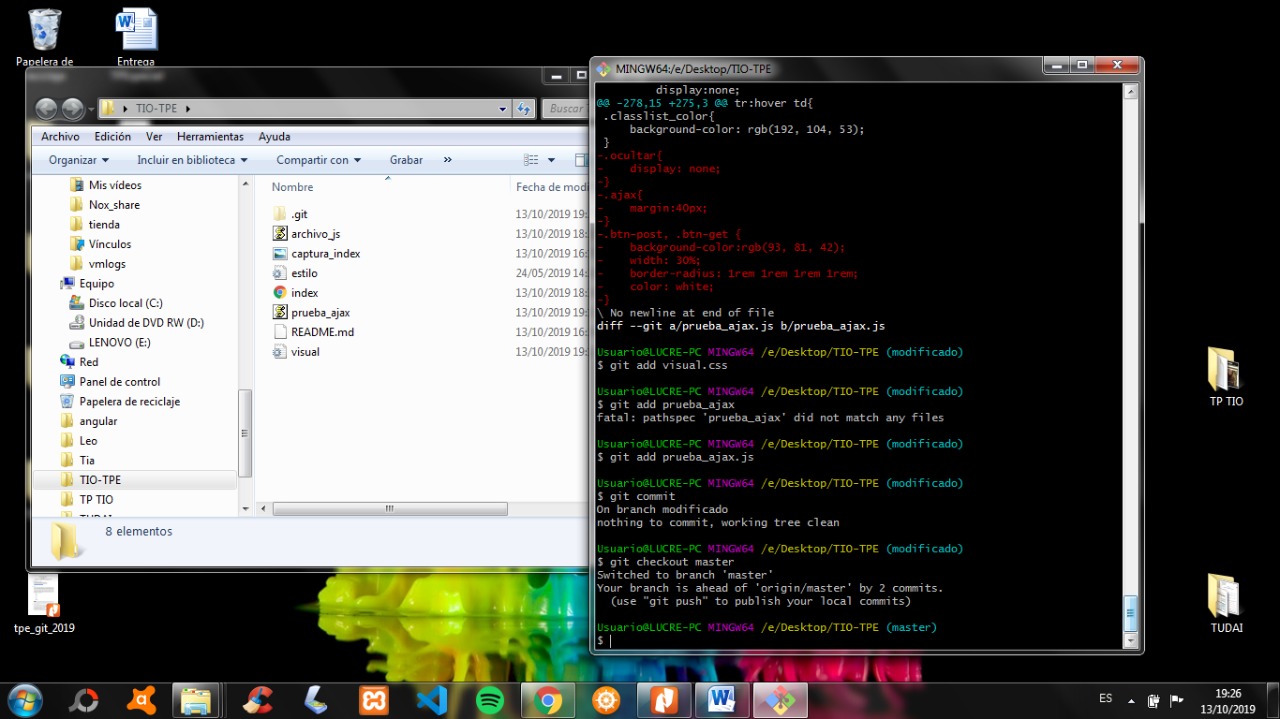 Papelera de
Entrega
TIO-TPE
Buscar
Archivo Edición Ver Herramientas Ayuda
Organizar Incluir en biblioteca Compartir con Grabar »
Mis vídeos
Nox_share
tienda
Vínculos
vmlogs
Equipo
Disco local (C:)
Unidad de DVD RW (D:)
LENOVO (E:)
Red
Panel de control
Papelera de reciclaje
angular
Leo
Tia
TIO-TPE
TP TIO
TUDAI
Nombre Fecha de modi
.git 13/10/2019 19:
archivo_js 13/10/2019 18:
captura_index 13/10/2019 16:
estilo 24/05/2019 14:
index 13/10/2019 18:
prueba_ajax 13/10/2019 19:
README.md 13/10/2019 16:
visual 13/10/2019 19:
8 elementos
tpe_git_2019
MINGW64:/e/Desktop/TIO-TPE
display:none;
@@ -278,15 +275,3 @@ tr:hover td{
.classlist_color{
background-color: rgb(192, 104, 53);
}
-.ocultar{
-    display: none;
-}
-.ajax{
-    margin:40px;
-}
-.btn-post, .btn-get {
-    background-color:rgb(93, 81, 42);
-    width: 30%;
-    border-radius: 1rem 1rem 1rem 1rem;
-    color: white;
-}
\ No newline at end of file
diff --git a/prueba_ajax.js b/prueba_ajax.js
Usuario@LUCRE-PC MINGW64 /e/Desktop/TIO-TPE (modificado)
$ git add visual.css
Usuario@LUCRE-PC MINGW64 /e/Desktop/TIO-TPE (modificado)
$ git add prueba_ajax
fatal: pathspec 'prueba_ajax' did not match any files
Usuario@LUCRE-PC MINGW64 /e/Desktop/TIO-TPE (modificado)
$ git add prueba_ajax.js
Usuario@LUCRE-PC MINGW64 /e/Desktop/TIO-TPE (modificado)
$ git commit
On branch modificado
nothing to commit, working tree clean
Usuario@LUCRE-PC MINGW64 /e/Desktop/TIO-TPE (modificado)
$ git checkout master
Switched to branch 'master'
Your branch is ahead of 'origin/master' by 2 commits.
(use "git push" to publish your local commits)
Usuario@LUCRE-PC MINGW64 /e/Desktop/TIO-TPE (master)
$
TP TIO
TUDAI
ES
19:26
13/10/2019